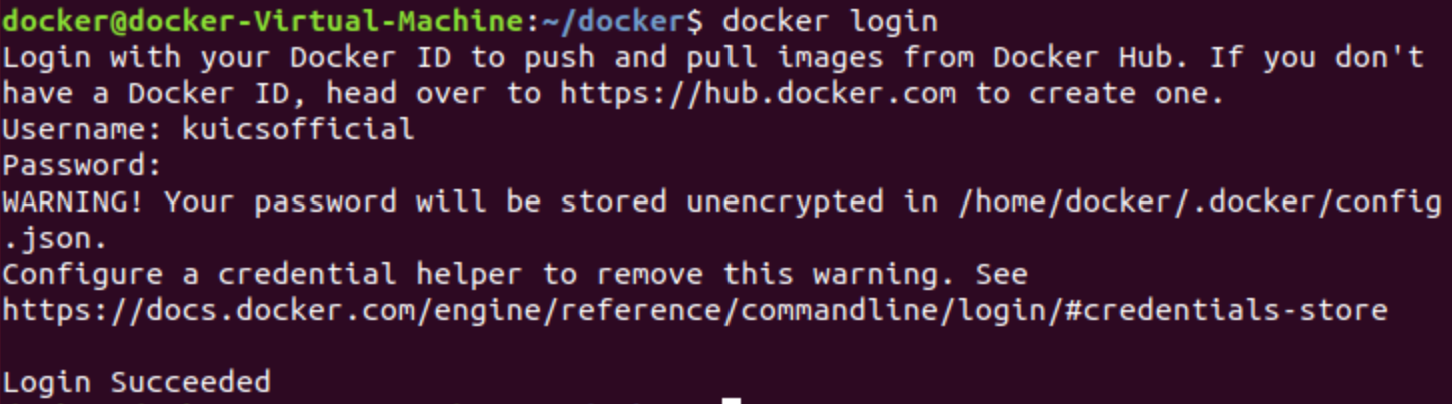 docker@docker-Virtual-Machine:~/docker$ docker login
Login with your Docker ID to push and pull images from Docker Hub. If you don't
have a Docker ID, head over to https://hub.docker.com to create one.
Username: kuicsofficial
Password:
WARNING! Your password will be stored unencrypted in /home/docker/.docker/config
.json.
Configure a credential helper to remove this warning. See
https://docs.docker.com/engine/reference/commandline/login/#credentials-store
Login Succeeded